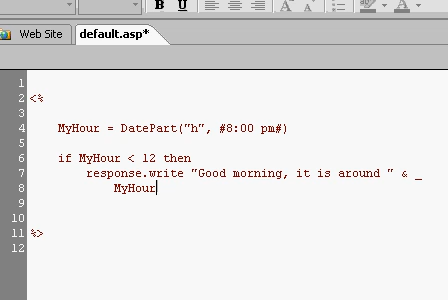 B U A A
Web Site default.asp*
1
2 <%
3
4 MyHour = DatePart("h", #8:00 pm#)
5
6 if MyHour < 12 then
7 response.write "Good morning, it is around " & _
8 MyHour
9
10
11 %>
12